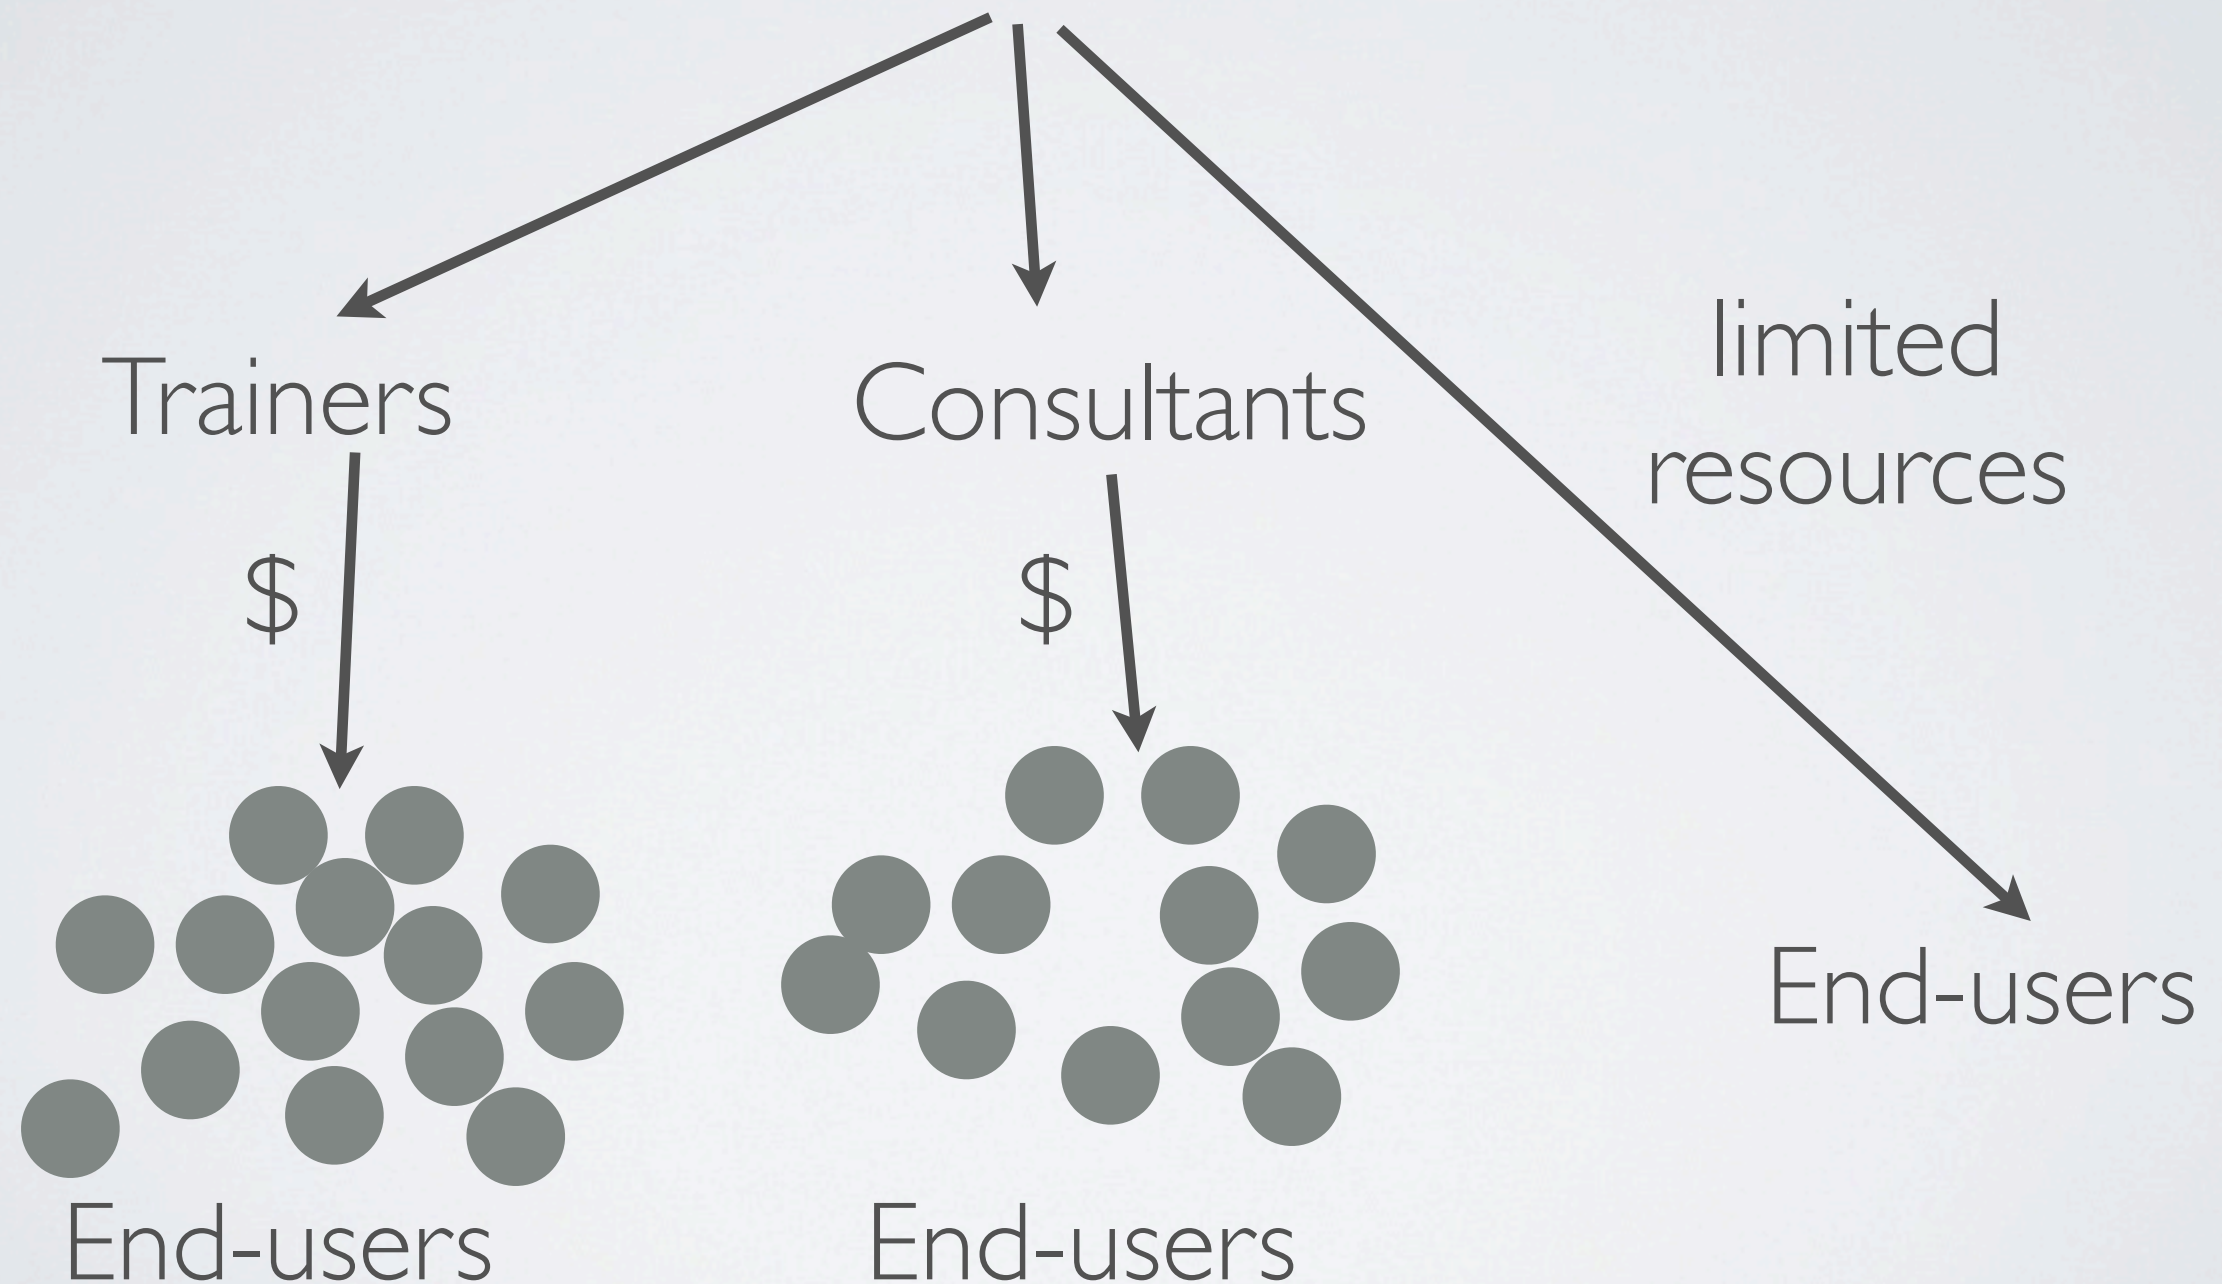 Trainers
Consultants
limited
resources
$
$
End-users
End-users
End-users